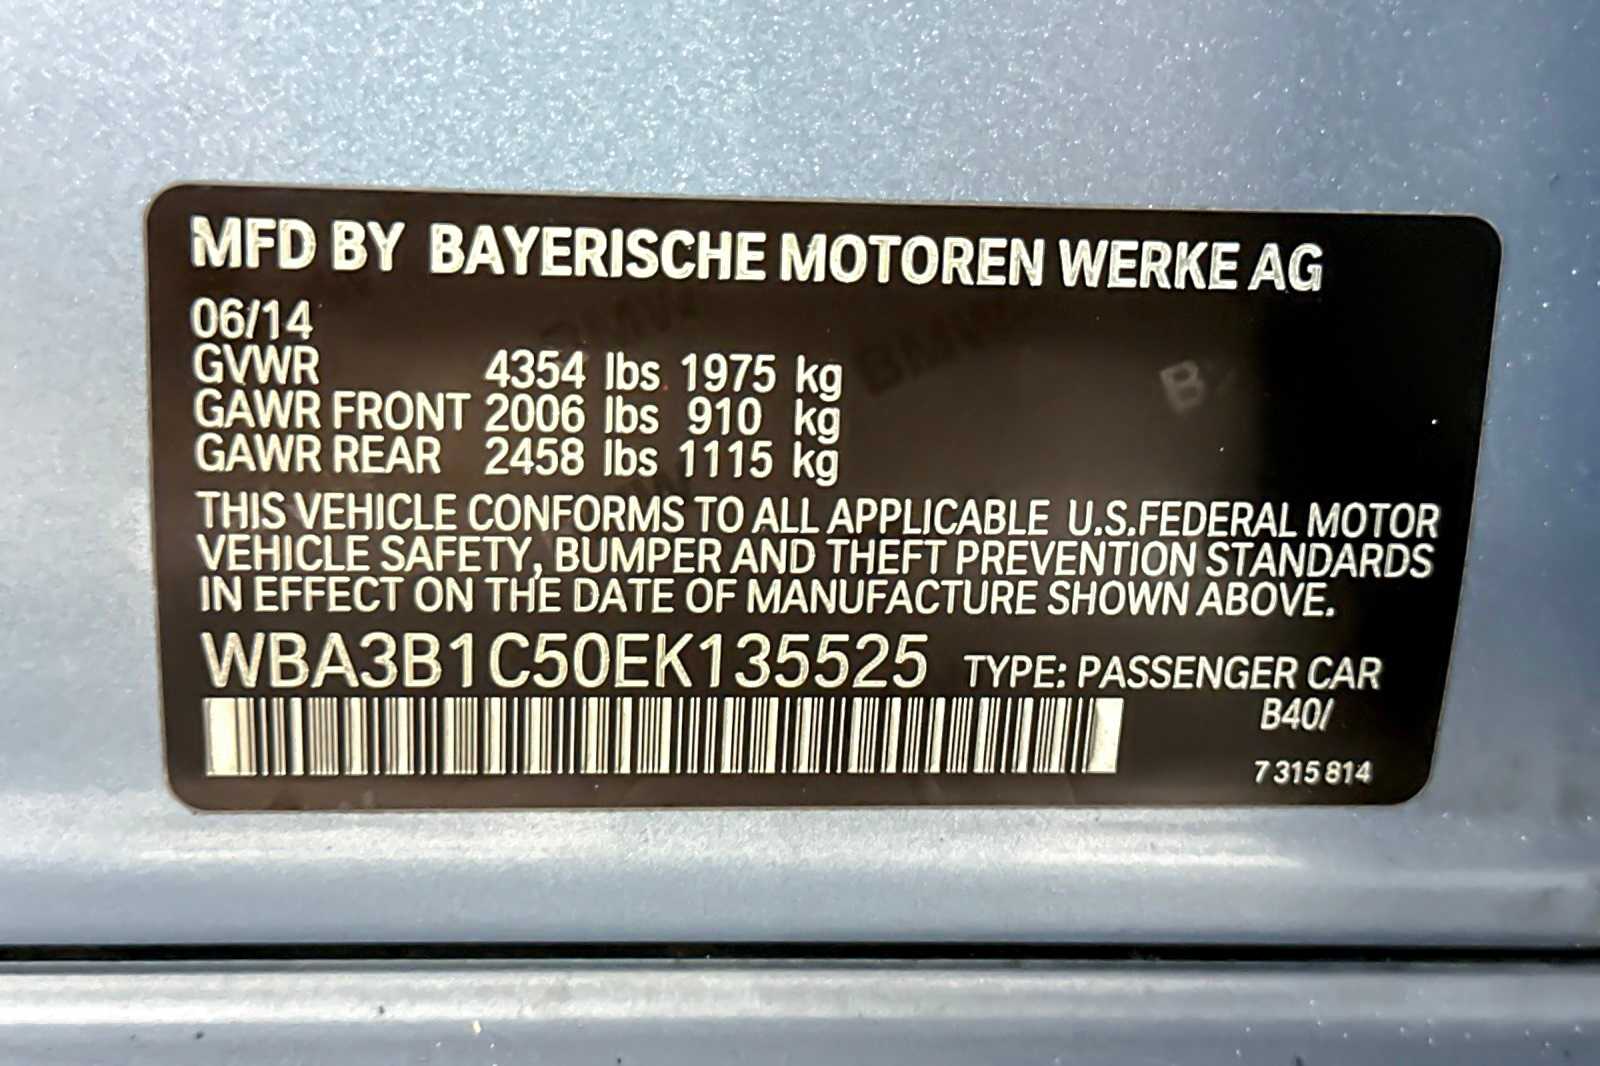 MFD BY BAYERISCHE MOTOREN WERKE AG
06/14
GVWR 4354 lbs 1975 kg
GAWR FRONT 2006 lbs 910 kg
GAWR REAR 2458 lbs 1115 kg
THIS VEHICLE CONFORMS TO ALL APPLICABLE U.S.FEDERAL MOTOR
VEHICLE SAFETY, BUMPER AND THEFT PREVENTION STANDARDS
IN EFFECT ON THE DATE OF MANUFACTURE SHOWN ABOVE.
WBA3B1C50EK135525 TYPE: PASSENGER CAR
B40/
7 315 814